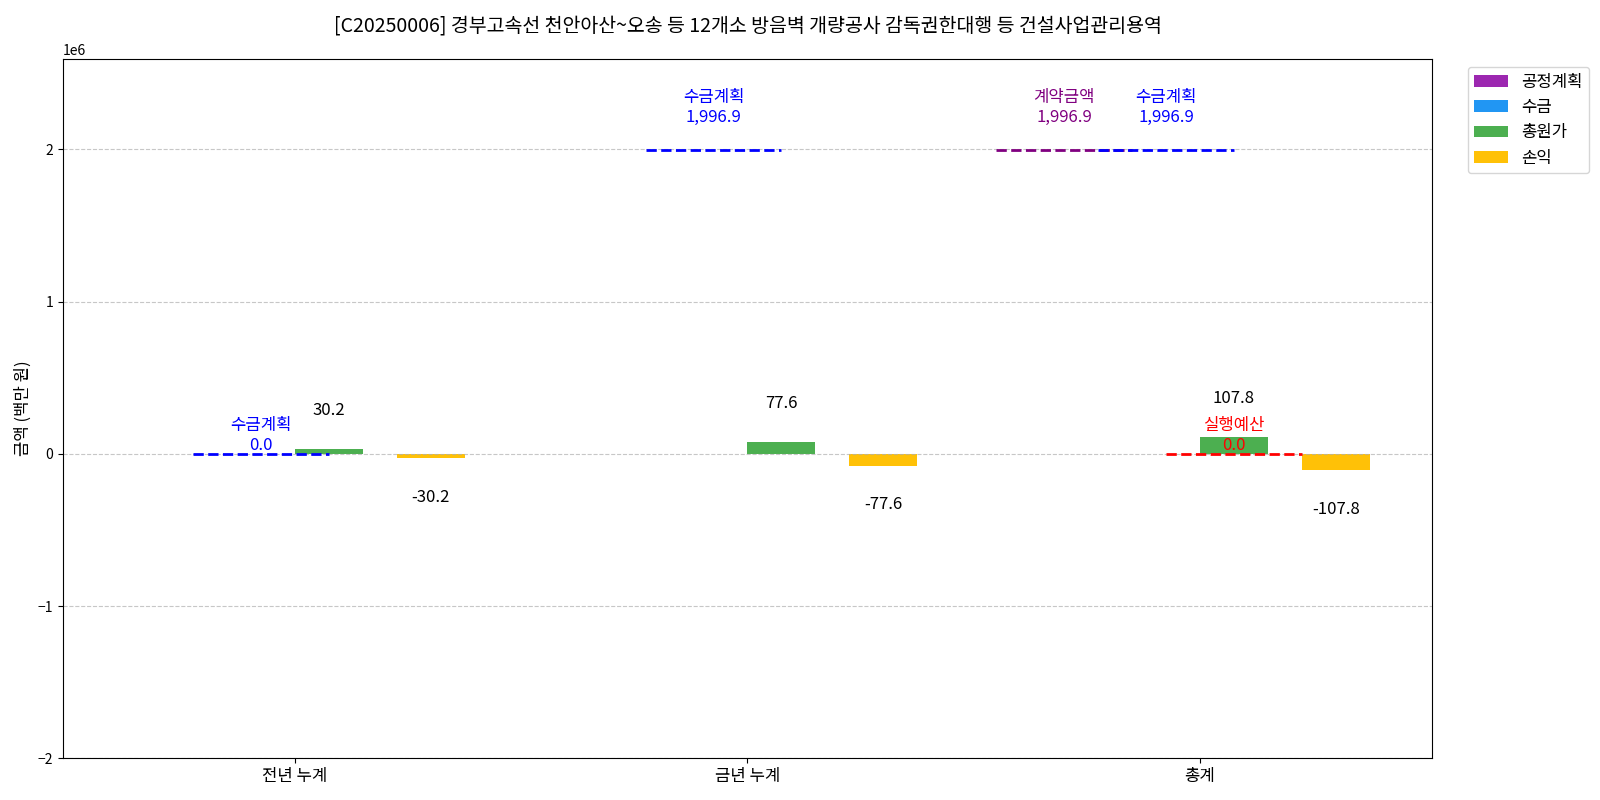 [C20250006] 경부고속선 천안아산~오송 등 12개소 방음벽 개량공사 감독권한대행 등 건설사업관리용역
1e6
공정계획
수금
총원가
손익
수금계획
1,996.9
계약금액
1,996.9
수금계획
1,996.9
2
1
0
−1
−2
금액 (백만 원)
수금계획
0.0
30.2
-30.2
77.6
-77.6
107.8
실행예산
0.0
-107.8
전년 누계
금년 누계
총계